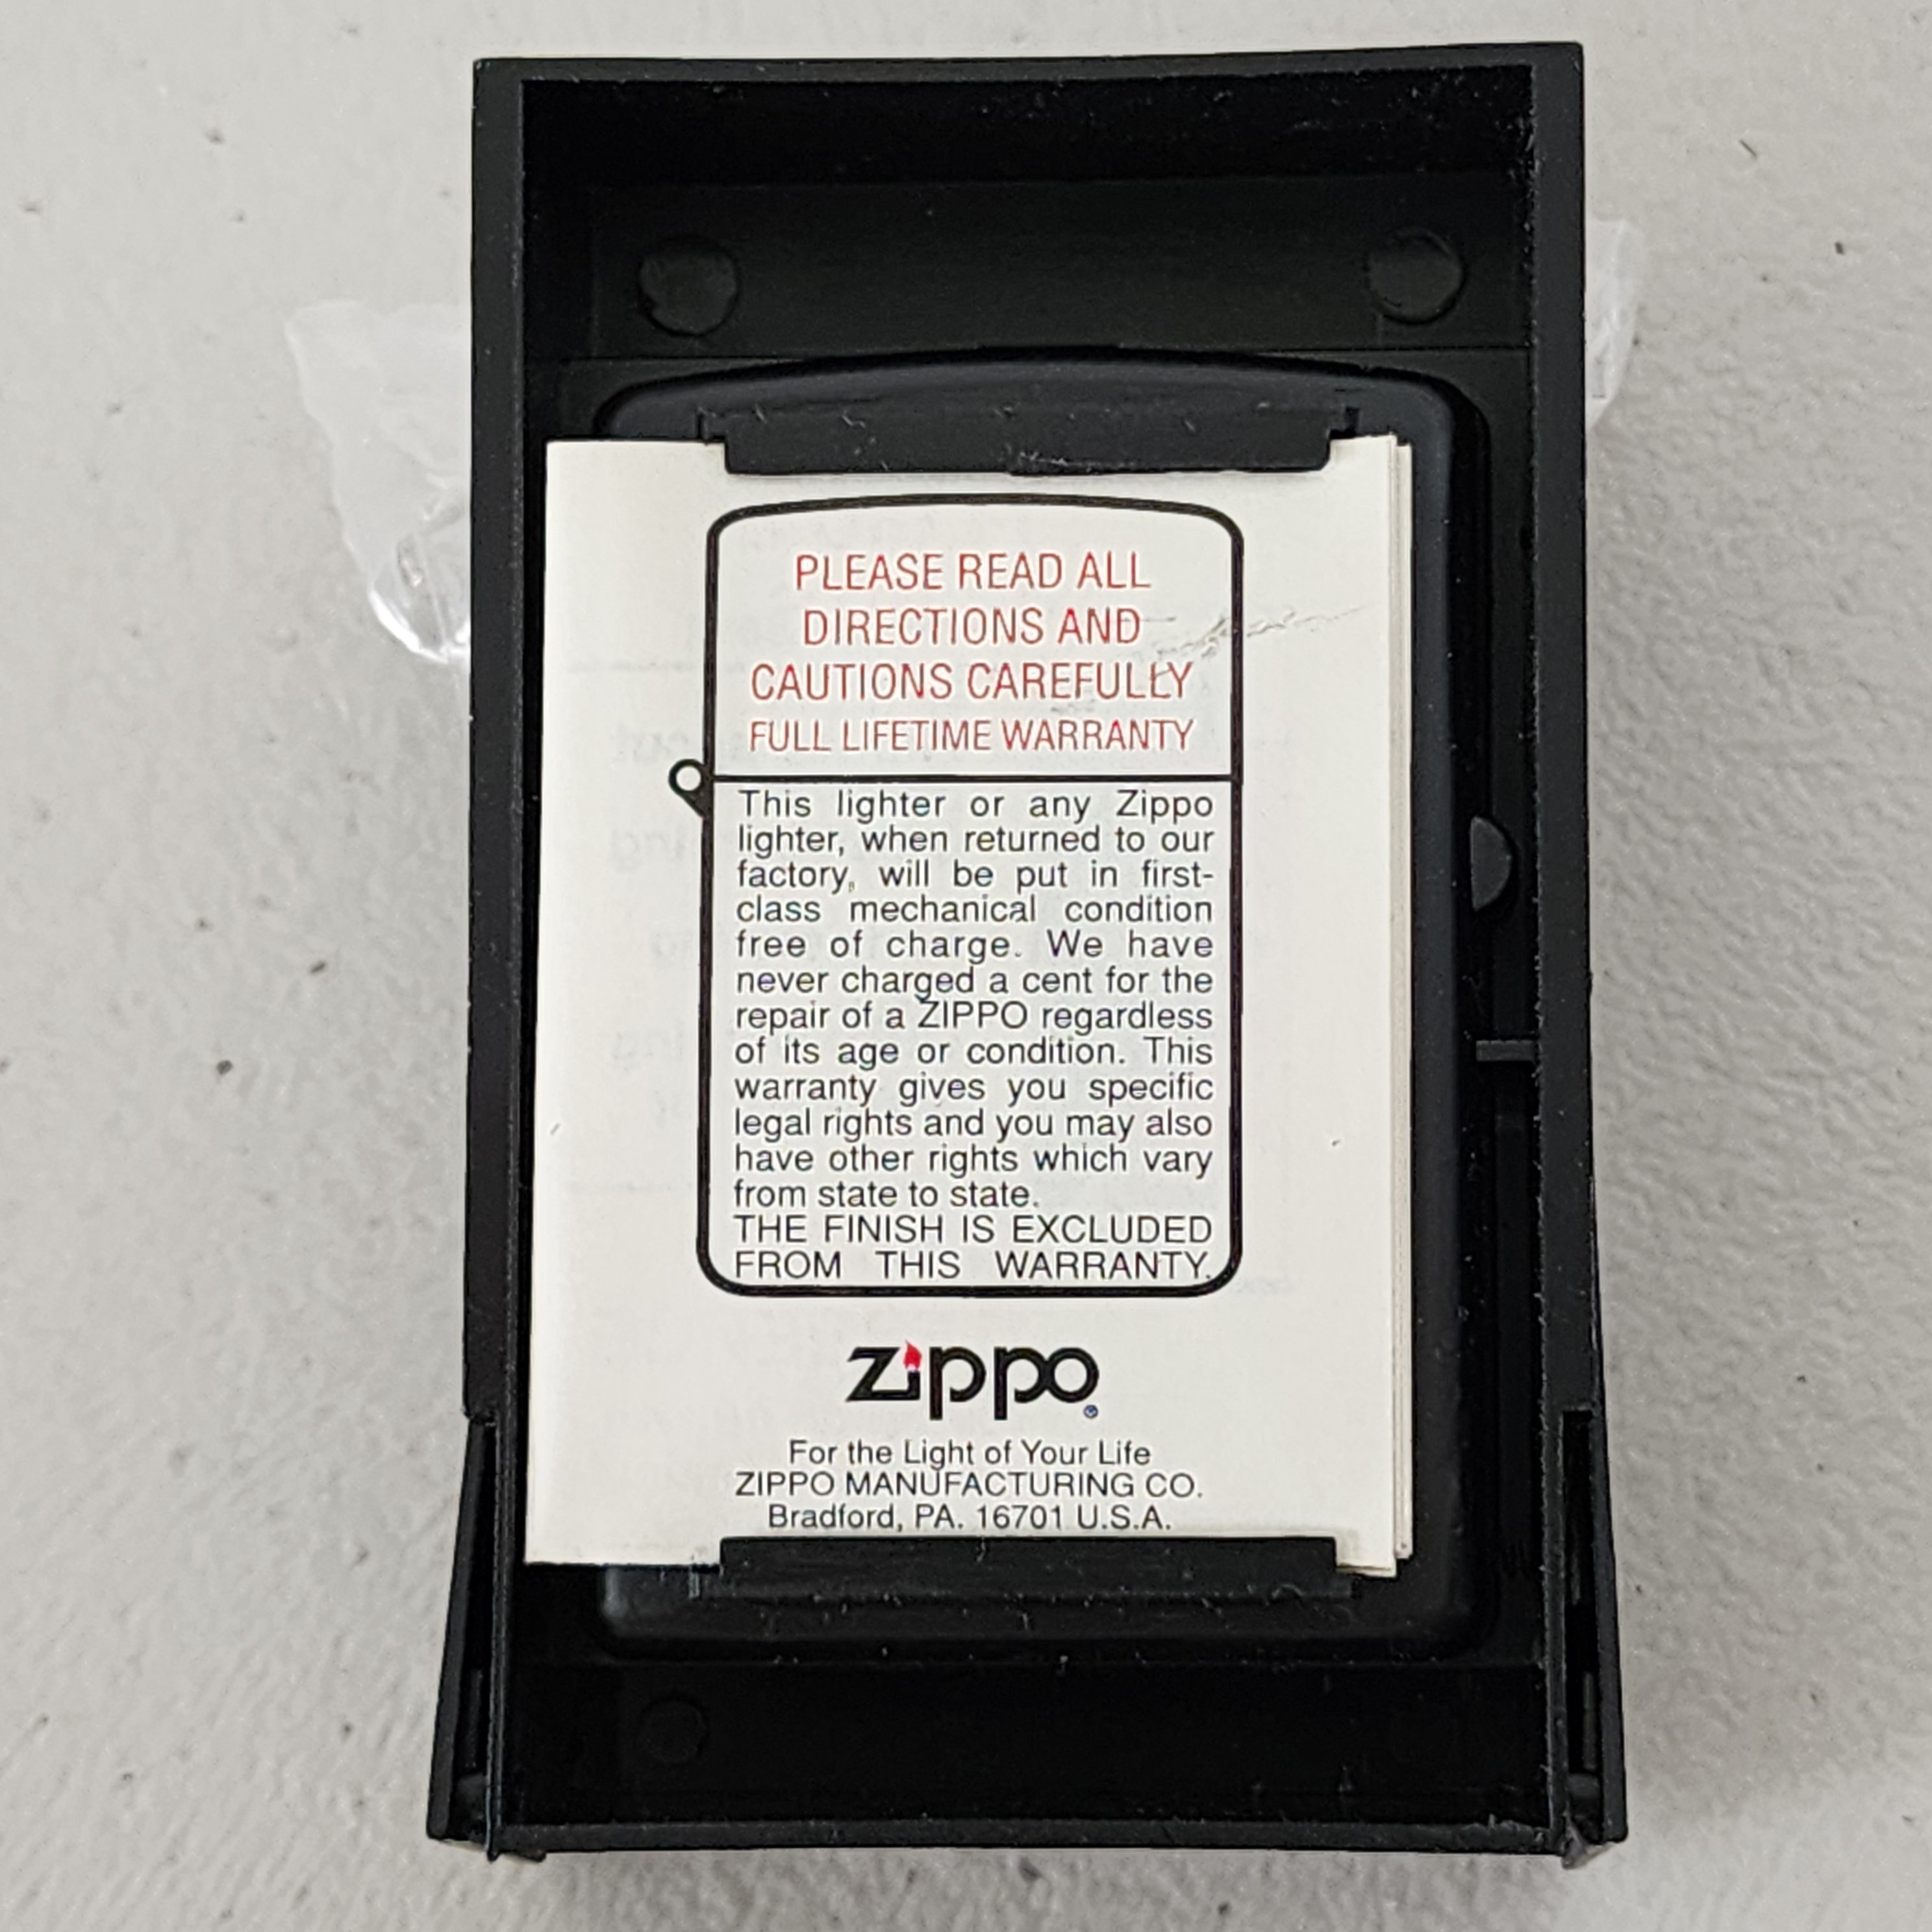 PLEASE READ ALL
DIRECTIONS AND
CAUTIONS CAREFULLY
FULL LIFETIME WARRANTY
This lighter or any Zippo
lighter, when returned to our
factory, will be put in first-
class mechanical condition
free of charge. We have
never charged a cent for the
repair of a ZIPPO regardless
of its age or condition. This
warranty gives you specific
legal rights and you may also
have other rights which vary
from state to state.
THE FINISH IS EXCLUDED
FROM THIS WARRANTY.
zippo®
For the Light of Your Life
ZIPPO MANUFACTURING CO.
Bradford, PA. 16701 U.S.A.